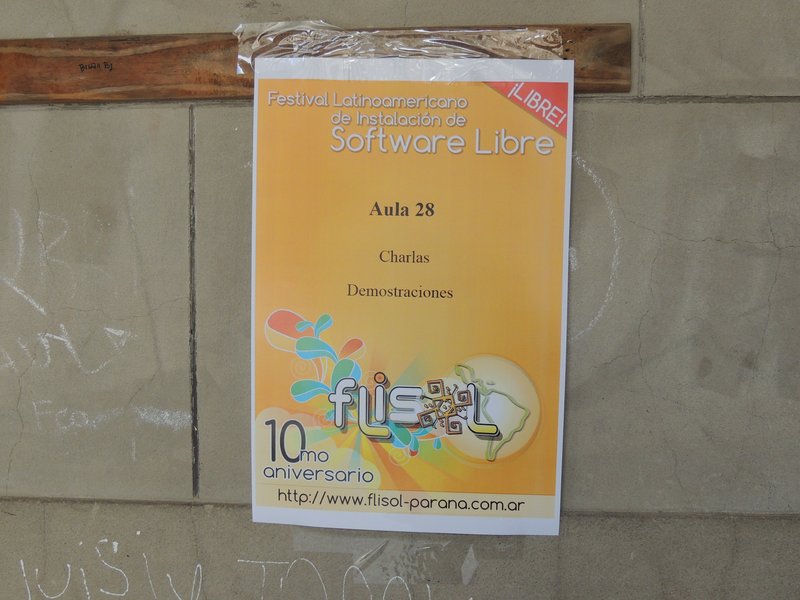 Festival Latinoamericano
de Instalación de
Software Libre
¡LIBRE!
Aula 28
Charlas
Demostraciones
flisol
10mo
aniversario
http://www.flisol-parana.com.ar